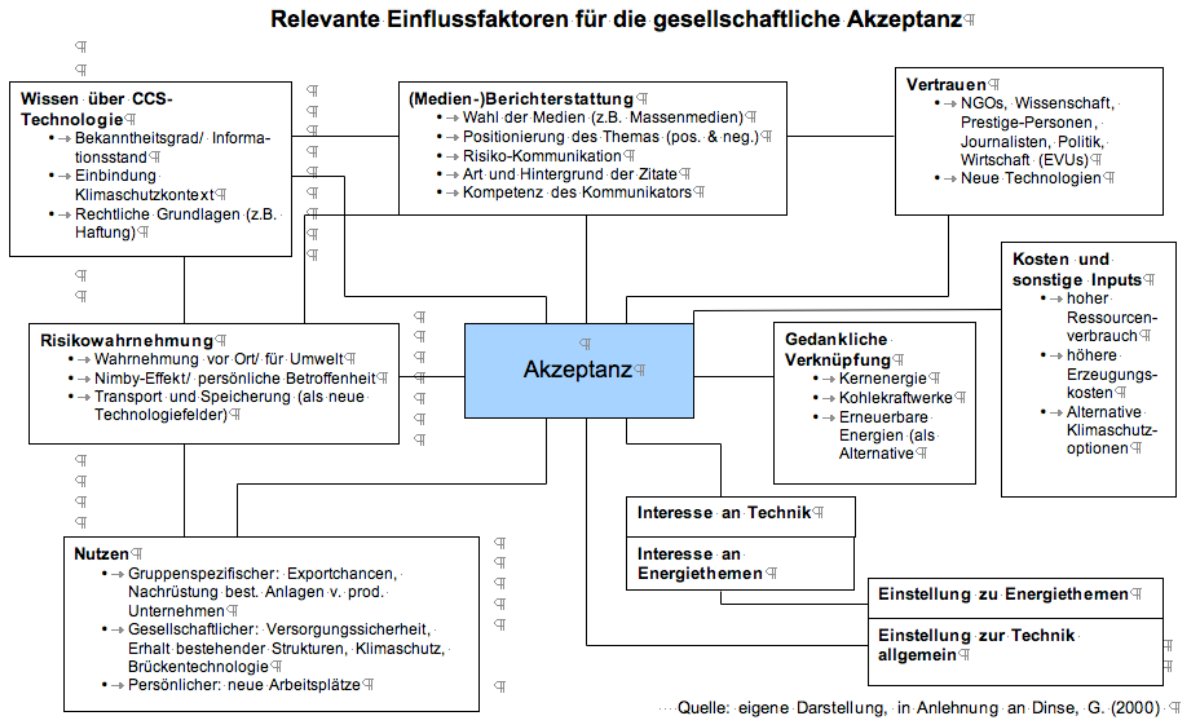 Relevante Einflussfaktoren für die gesellschaftliche Akzeptanz
Wissen über CCS-
Technologie
• Bekanntheitsgrad/ Informa-
tionsstand
• Einbindung
Klimaschutzkontext
• Rechtliche Grundlagen (z.B.
Haftung)
(Medien-)Berichterstattung
• Wahl der Medien (z.B. Massenmedien)
• Positionierung des Themas (pos. & neg.)
• Risiko-Kommunikation
• Art und Hintergrund der Zitate
• Kompetenz des Kommunikators
Vertrauen
• NGOs, Wissenschaft,
Prestige-Personen,
Journalisten, Politik,
Wirtschaft (EVUs)
• Neue Technologien
Kosten und
sonstige Inputs
• hoher
Ressourcen-
verbrauch
• höhere
Erzeugungs-
kosten
• Alternative
Klimaschutz-
optionen
Risikowahrnehmung
• Wahrnehmung vor Ort/ für Umwelt
• Nimby-Effekt/ persönliche Betroffenheit
• Transport und Speicherung (als neue
Technologiefelder)
Akzeptanz
Gedankliche
Verknüpfung
• Kernenergie
• Kohlekraftwerke
• Erneuerbare
Energien (als
Alternative
Interesse an Technik
Interesse an
Energiethemen
Nutzen
• Gruppenspezifischer: Exportchancen,
Nachrüstung best. Anlagen v. prod.
Unternehmen
• Gesellschaftlicher: Versorgungssicherheit,
Erhalt bestehender Strukturen, Klimaschutz,
Brückentechnologie
• Persönlicher: neue Arbeitsplätze
Einstellung zu Energiethemen
Einstellung zur Technik
allgemein
Quelle: eigene Darstellung, in Anlehnung an Dinse, G. (2000)